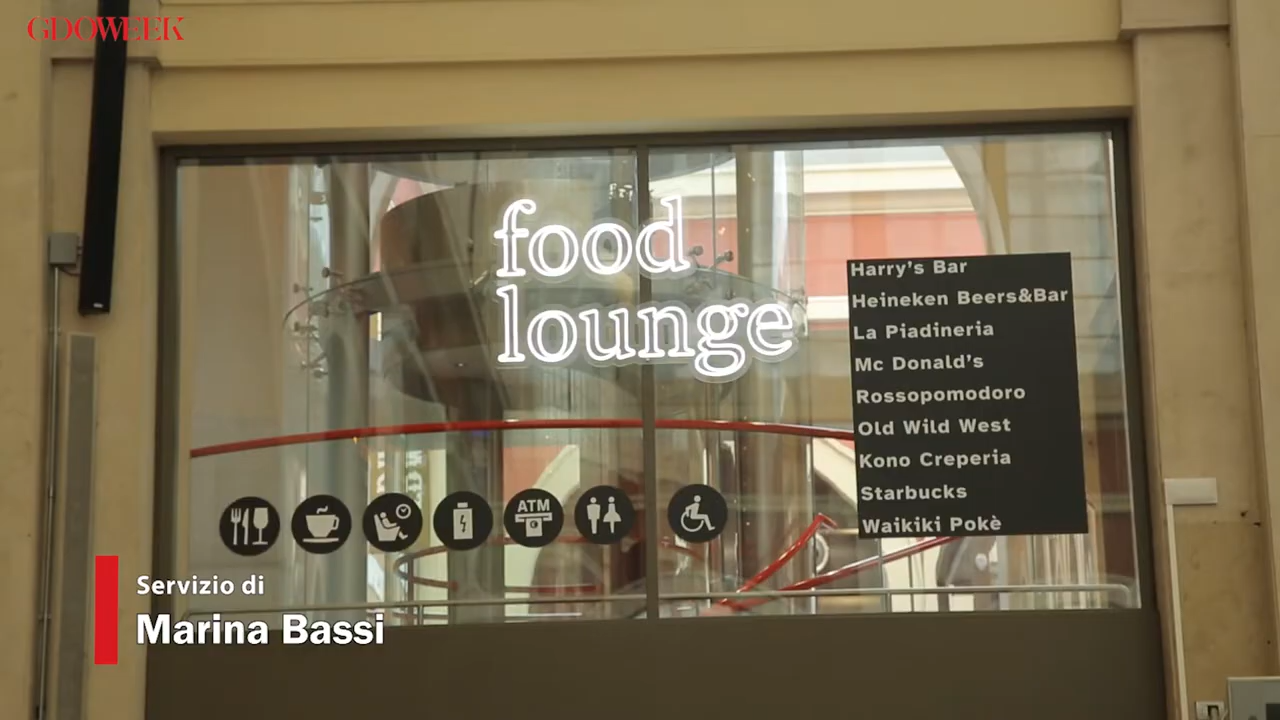 GDOWEEK
food
lounge
Harry's Bar
Heineken Beers&Bar
La Piadineria
Mc Donald's
Rossopomodoro
Old Wild West
Kono Creperia
Starbucks
Waikiki Pokè
ATM
Servizio di
Marina Bassi